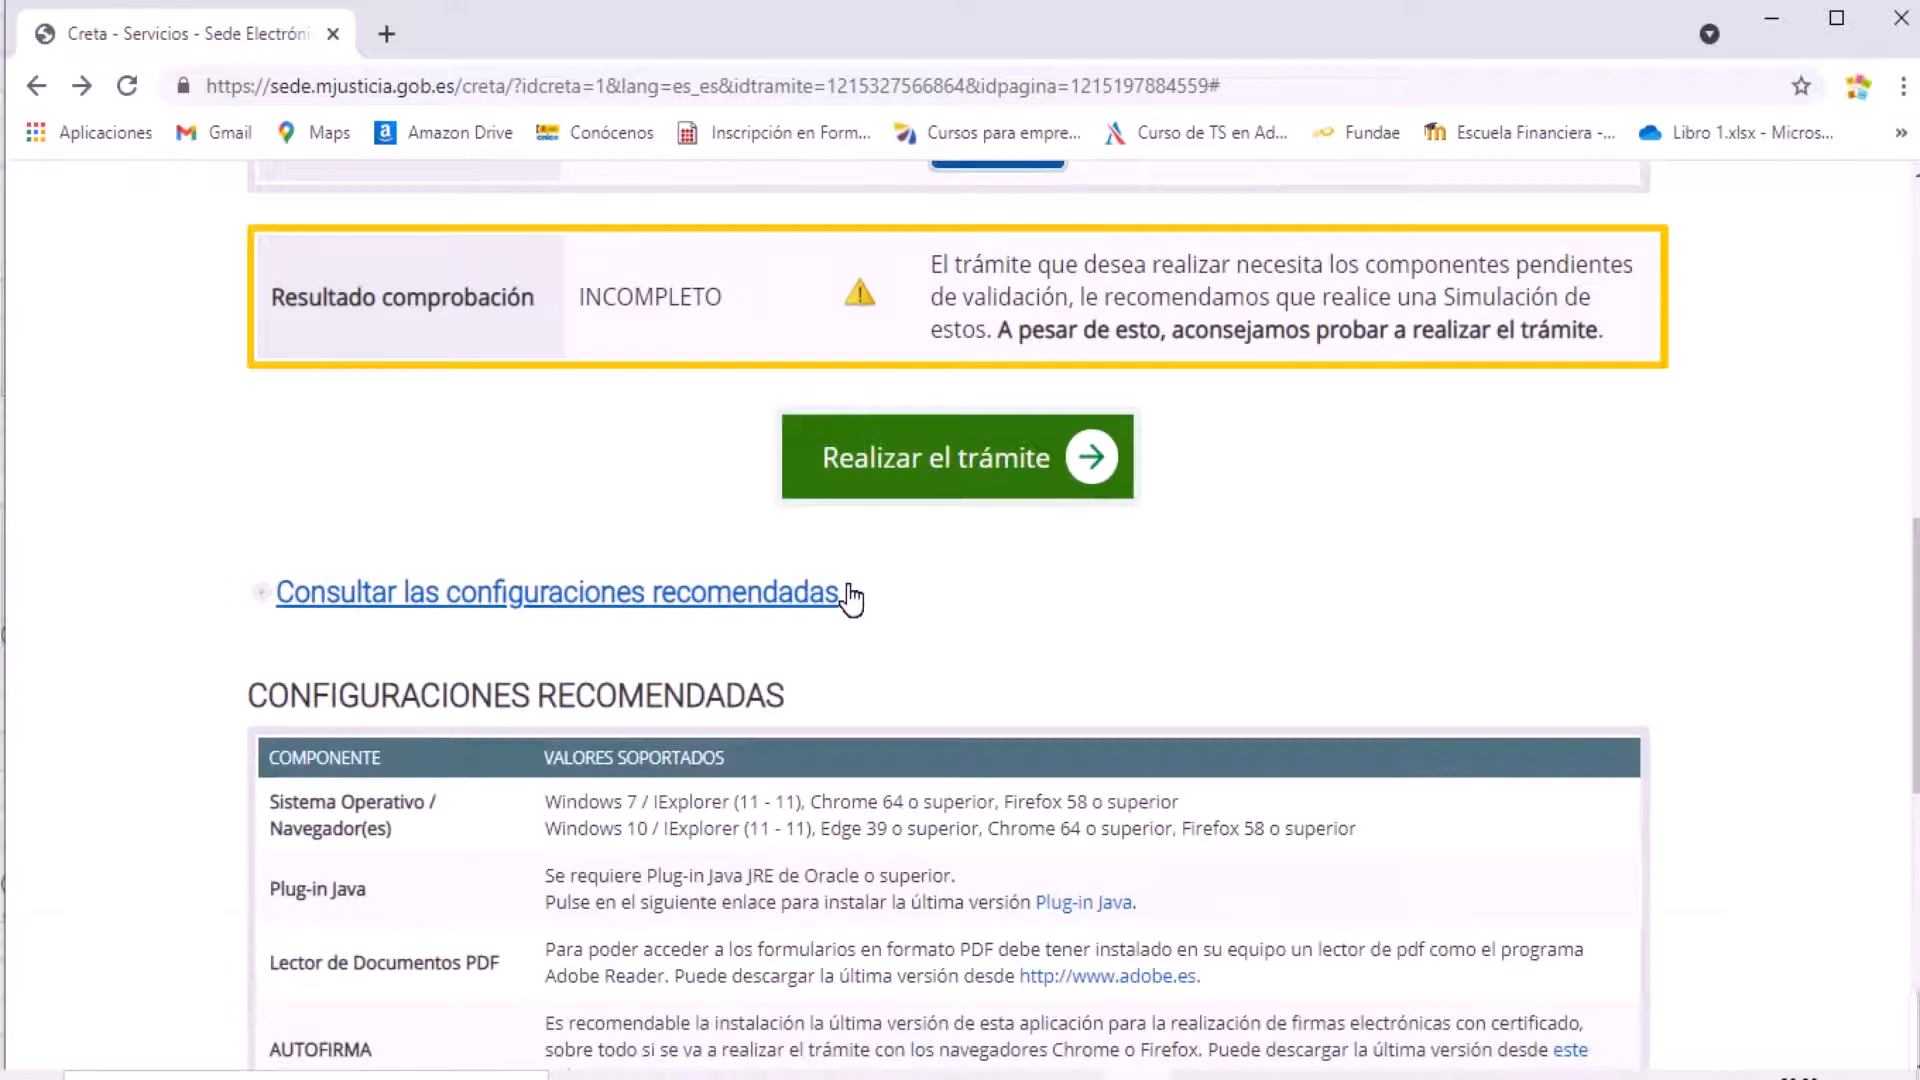 Creta - Servicios - Sede Electróni
https://sede.mjusticia.gob.es/creta/?idcreta=1&lang=es_es&idtramite=1215327566864&idpagina=1215197884559#
Aplicaciones Gmail Maps Amazon Drive Conócenos Inscripción en Form... Cursos para empre... Curso de TS en Ad... Fundae Escuela Financiera -... Libro 1.xlsx - Micros... »
Resultado comprobación
INCOMPLETO
El trámite que desea realizar necesita los componentes pendientes
de validación, le recomendamos que realice una Simulación de
estos. A pesar de esto, aconsejamos probar a realizar el trámite.
Realizar el trámite
Consultar las configuraciones recomendadas
CONFIGURACIONES RECOMENDADAS
COMPONENTE VALORES SOPORTADOS
Sistema Operativo /
Navegador(es)
Windows 7 / IExplorer (11 - 11), Chrome 64 o superior, Firefox 58 o superior
Windows 10 / IExplorer (11 - 11), Edge 39 o superior, Chrome 64 o superior, Firefox 58 o superior
Plug-in Java
Se requiere Plug-in Java JRE de Oracle o superior.
Pulse en el siguiente enlace para instalar la última versión Plug-in Java.
Lector de Documentos PDF
Para poder acceder a los formularios en formato PDF debe tener instalado en su equipo un lector de pdf como el programa
Adobe Reader. Puede descargar la última versión desde http://www.adobe.es.
AUTOFIRMA
Es recomendable la instalación la última versión de esta aplicación para la realización de firmas electrónicas con certificado,
sobre todo si se va a realizar el trámite con los navegadores Chrome o Firefox. Puede descargar la última versión desde este